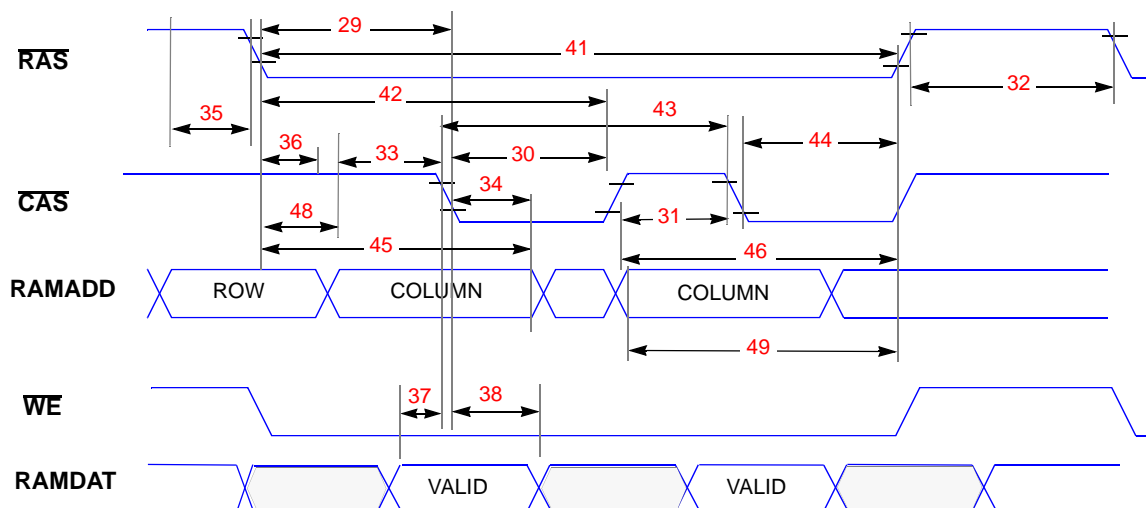 29
RAS
41
32
42
35
43
36
33
30
44
34
CAS
48
31
45
46
RAMADD
ROW
COLUMN
COLUMN
49
37
38
WE
RAMDAT
VALID
VALID